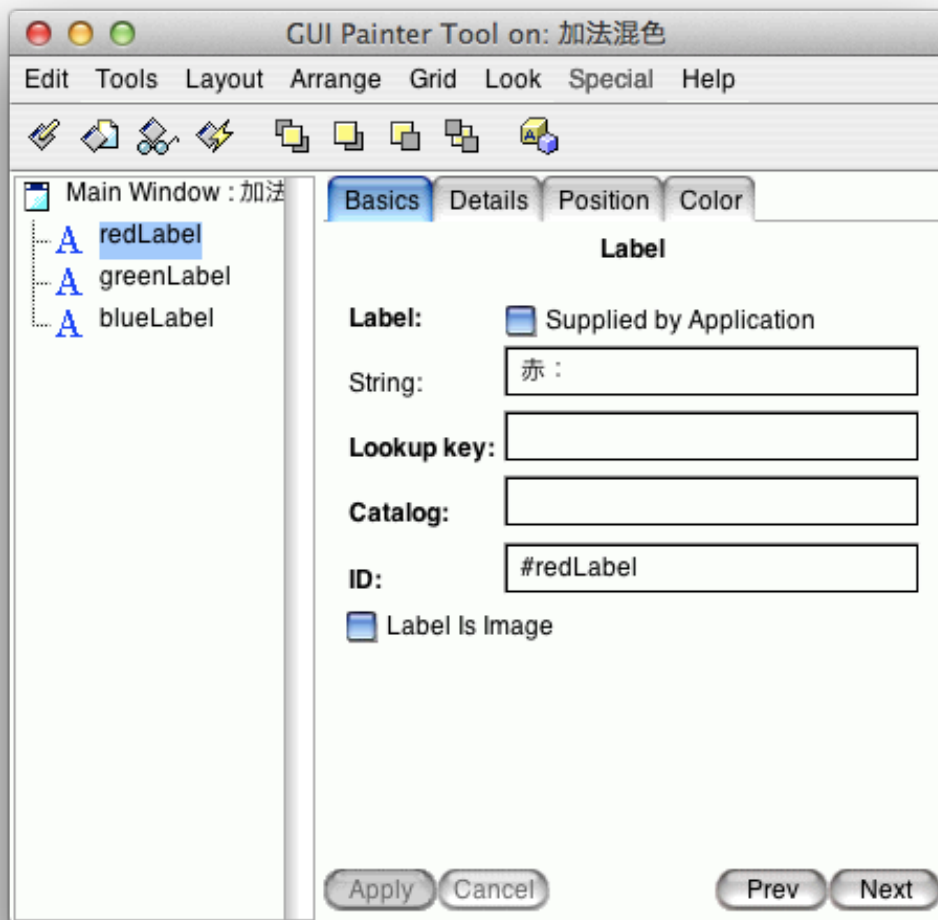 GUI Painter Tool on: 加法混色
Edit Tools Layout Arrange Grid Look Special Help
Main Window : 加法
redLabel
greenLabel
blueLabel
Basics Details Position Color
Label
Label: Supplied by Application
String: 赤：
Lookup key:
Catalog:
ID: #redLabel
Label Is Image
Apply Cancel Prev Next